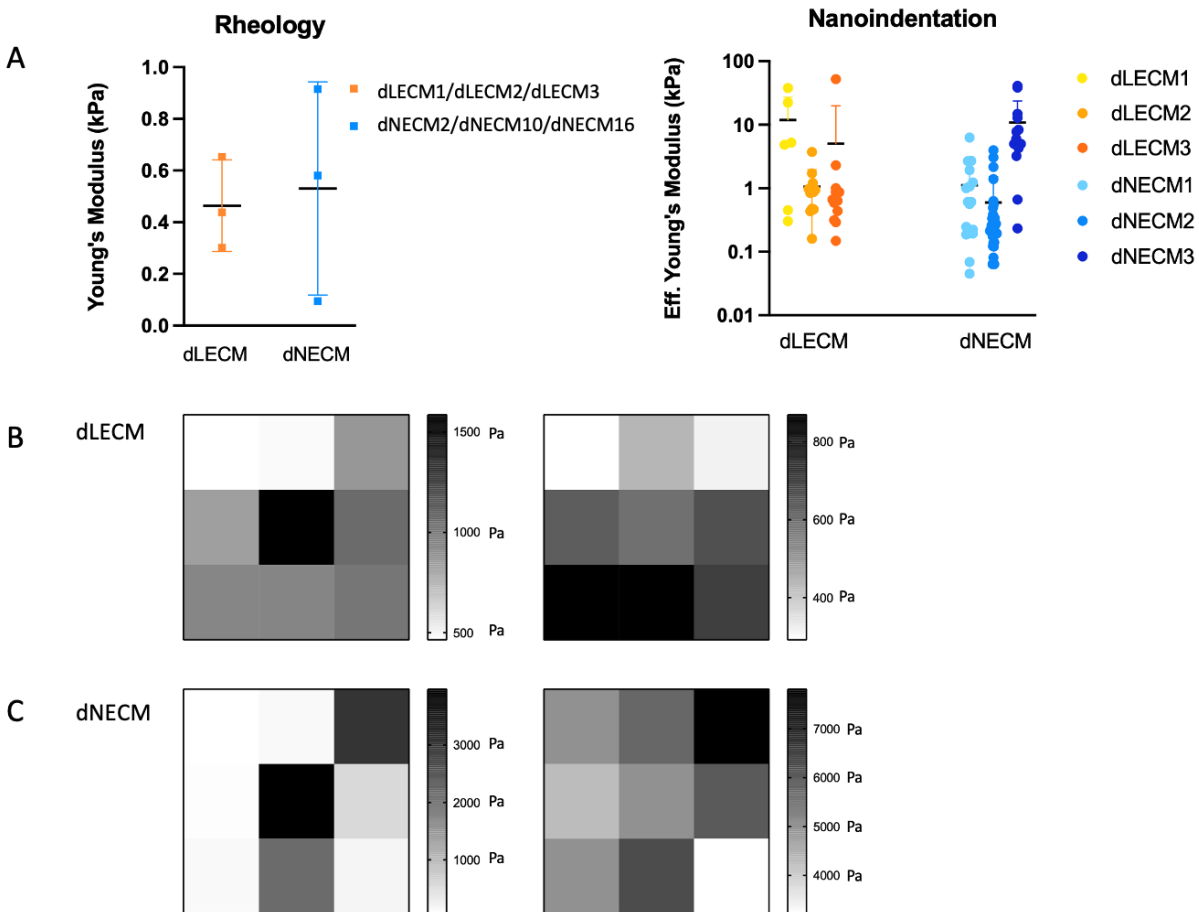 A
Rheology
Young's Modulus (kPa)
1.0
0.8
0.6
0.4
0.2
0.0
dLECM
dNECM
dLECM1/dLECM2/dLECM3
dNECM2/dNECM10/dNECM16
Nanoindentation
Eff. Young's Modulus (kPa)
100
10
1
0.1
0.01
dLECM
dNECM
dLECM1
dLECM2
dLECM3
dNECM1
dNECM2
dNECM3
B
dLECM
1500 Pa
1000 Pa
500 Pa
800 Pa
600 Pa
400 Pa
C
dNECM
3000 Pa
2000 Pa
1000 Pa
7000 Pa
6000 Pa
5000 Pa
4000 Pa